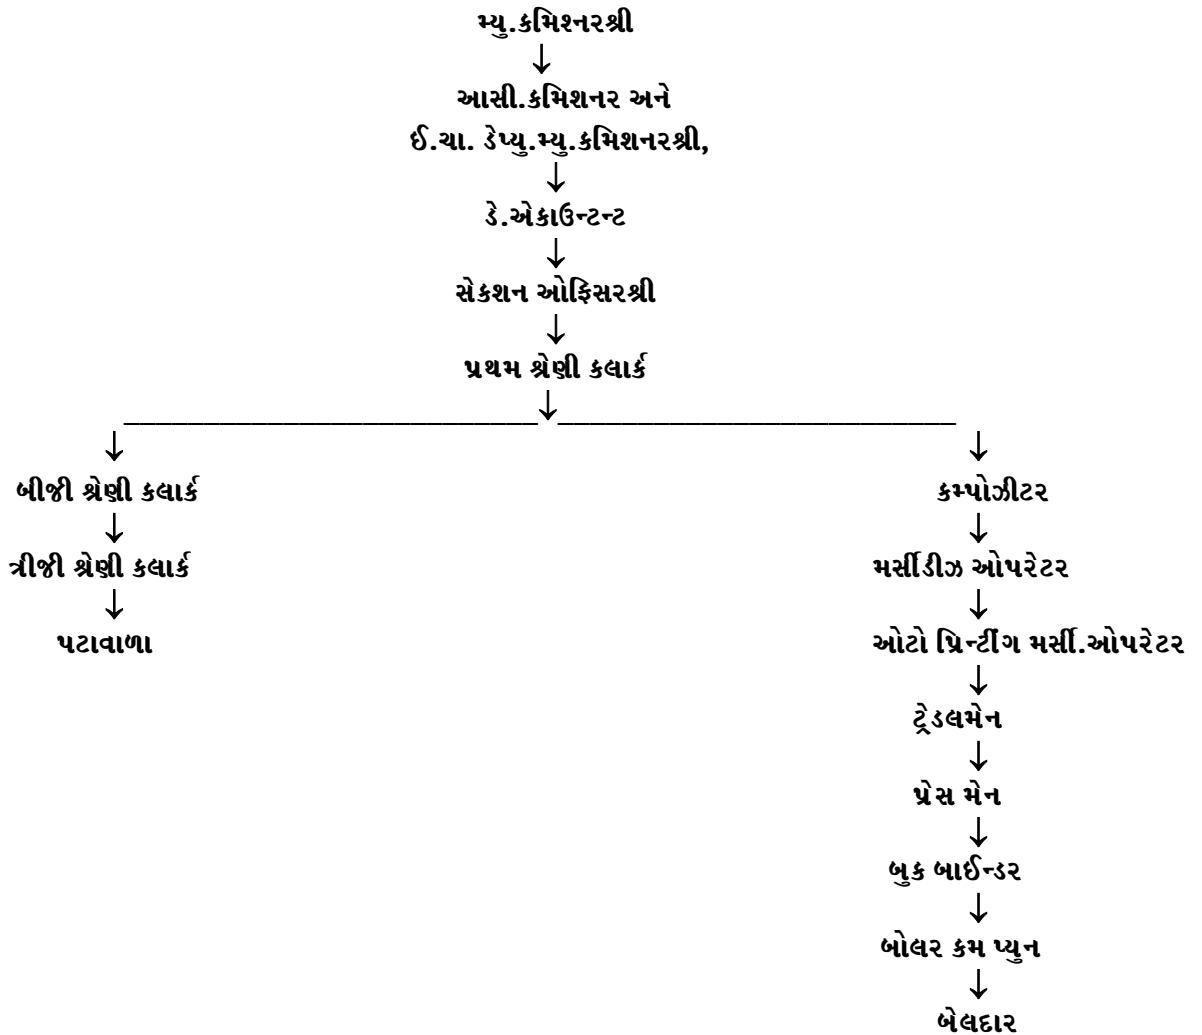 મ્યુ.કમિશ્નરશ્રી
આસી.કમિશનર અને
ઈ.ચા. ડેપ્યુ.મ્યુ.કમિશનરશ્રી,
ડે.એકાઉન્ટન્ટ
સેકશન ઓફિસરશ્રી
પ્રથમ શ્રેણી કલાર્ક
બીજી શ્રેણી કલાર્ક
ત્રીજી શ્રેણી કલાર્ક
પટાવાળા
કમ્પોઝીટર
મર્સીડીઝ ઓપરેટર
ઓટો પ્રિન્ટીંગ મર્સી.ઓપરેટર
ટ્રેડલમેન
પ્રેસ મેન
બુક બાઈન્ડર
બોલર કમ પ્યુન
બેલદાર